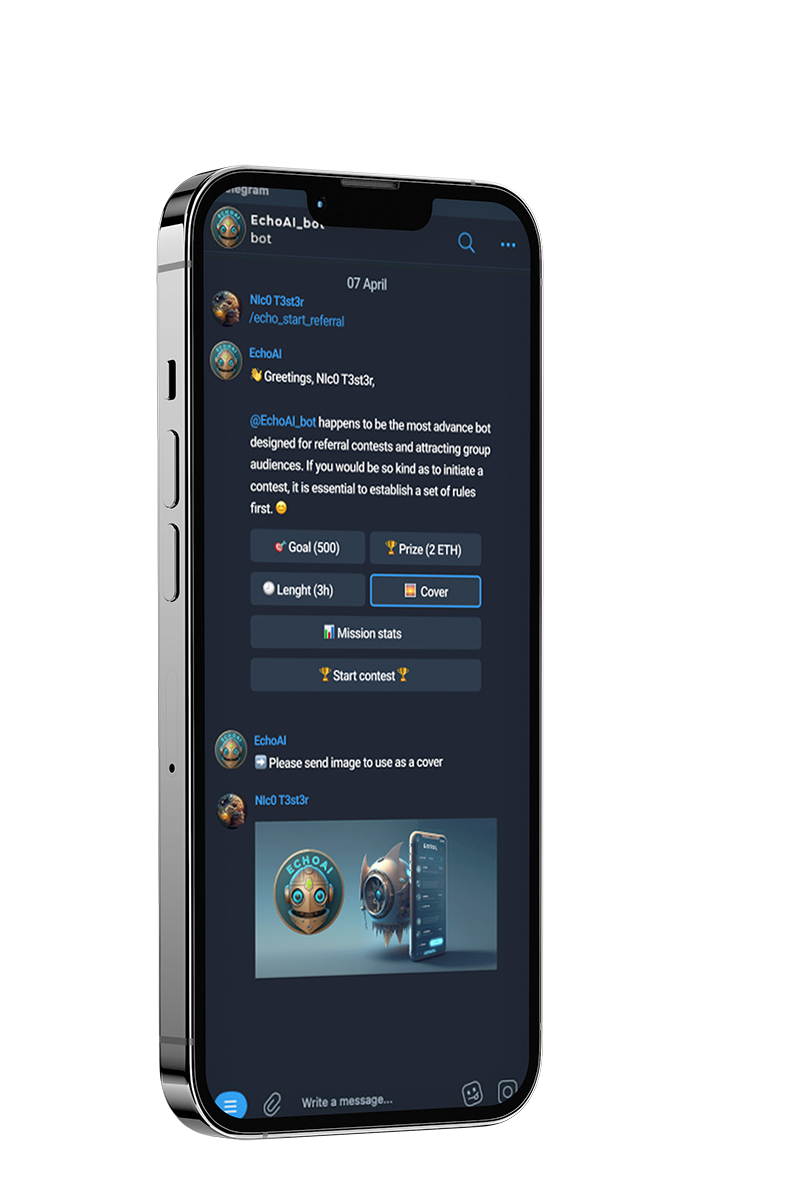 elegram
EchoAI_bot
bot
07 April
NIc0 T3st3r
/echo_start_referral
EchoAI
👋Greetings, NIc0 T3st3r,
@EchoAI_bot happens to be the most advance bot
designed for referral contests and attracting group
audiences. If you would be so kind as to initiate a
contest, it is essential to establish a set of rules
first. 😊
🎯 Goal (500)
🏆Prize (2 ETH)
🕘 Lenght (3h)
🌅 Cover
📊 Mission stats
🏆Start contest🏆
EchoAI
➡️Please send image to use as a cover
NIc0 T3st3r
ECHOAI
Write a message...